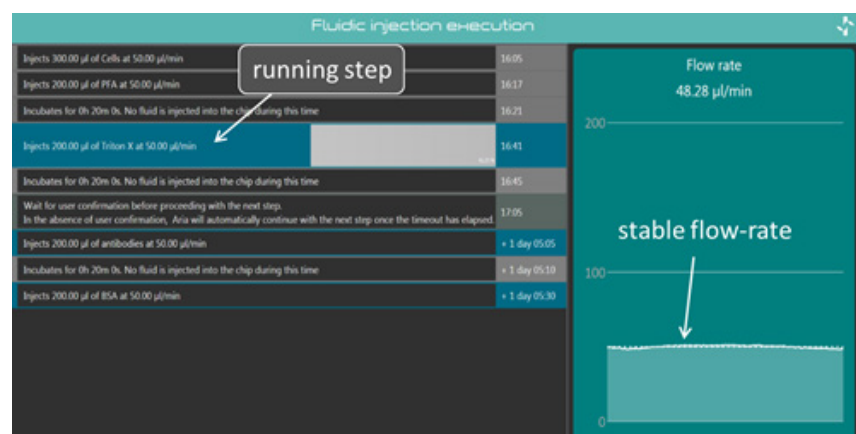 Fluidic injection execution
Injects 300.00 µl of Cells at 50.00 µl/min 16:05
running step
Injects 200.00 µl of PFA at 50.00 µl/min 16:17
Incubates for 0h 20m 0s. No fluid is injected into the chip during this time 16:21
Injects 200.00 µl of Triton X at 50.00 µl/min 16:41
Incubates for 0h 20m 0s. No fluid is injected into the chip during this time 16:45
Wait for user confirmation before proceeding with the next step.
In the absence of user confirmation, Aria will automatically continue with the next step once the timeout has elapsed. 17:05
Injects 200.00 µl of antibodies at 50.00 µl/min + 1 day 05:05
Incubates for 0h 20m 0s. No fluid is injected into the chip during this time + 1 day 05:10
Injects 200.00 µl of BSA at 50.00 µl/min + 1 day 05:30
Flow rate
48.28 µl/min
200
stable flow-rate
100
0